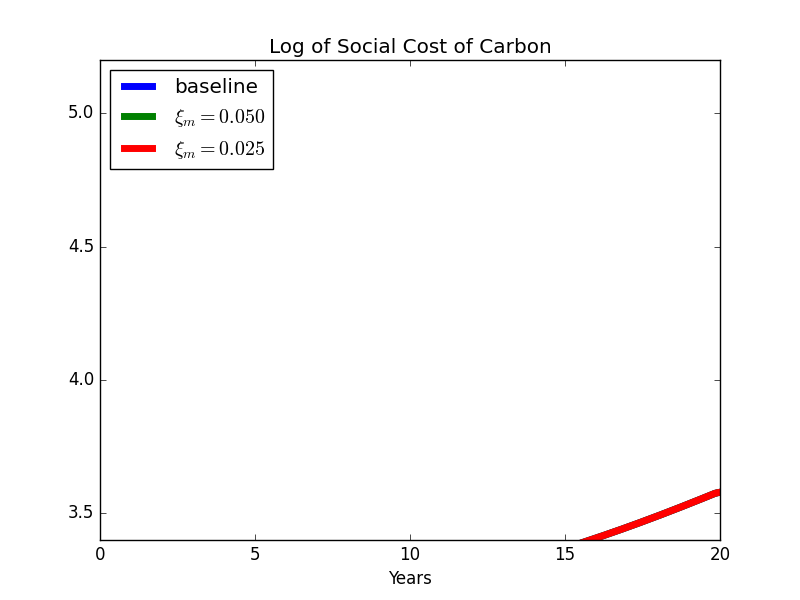 Log of Social Cost of Carbon
baseline
ξₘ = 0.050
ξₘ = 0.025
5.0
4.5
4.0
3.5
0 5 10 15 20
Years